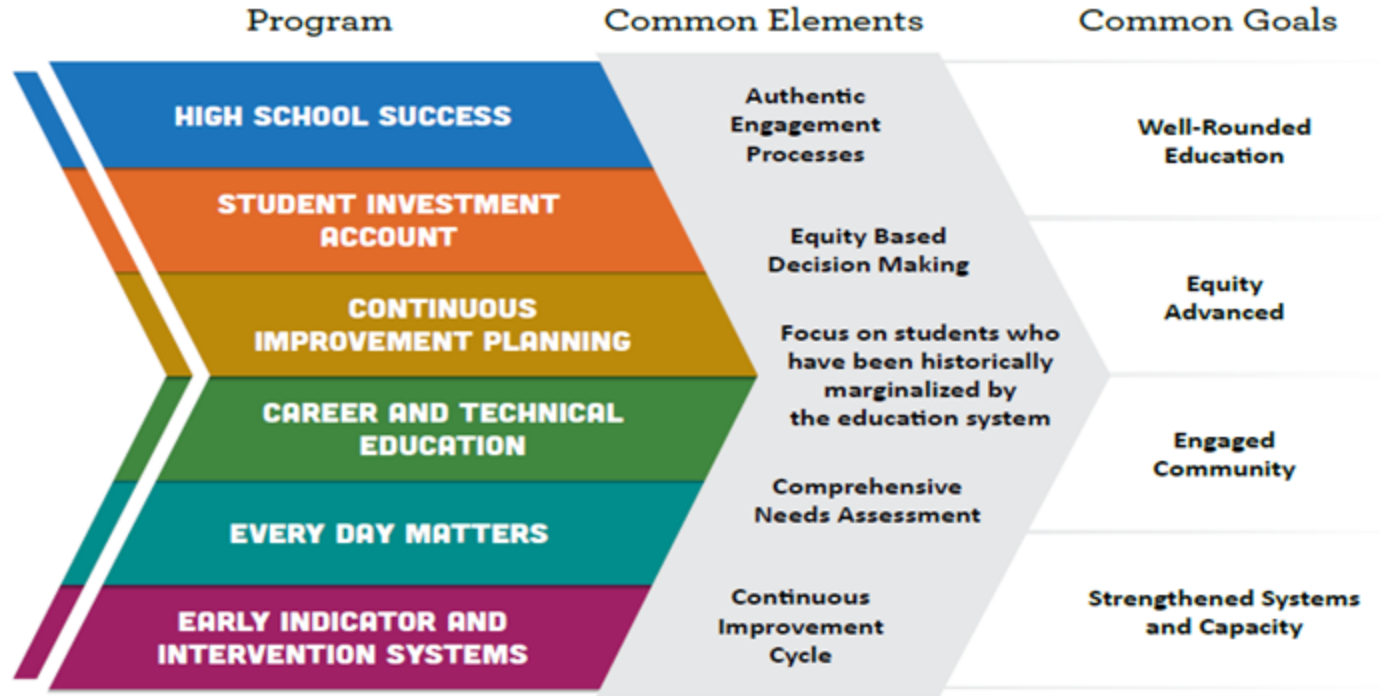 Program
Common Elements
Common Goals
HIGH SCHOOL SUCCESS
STUDENT INVESTMENT
ACCOUNT
CONTINUOUS
IMPROVEMENT PLANNING
CAREER AND TECHNICAL
EDUCATION
EVERY DAY MATTERS
EARLY INDICATOR AND
INTERVENTION SYSTEMS
Authentic
Engagement
Processes
Equity Based
Decision Making
Focus on students who
have been historically
marginalized by
the education system
Comprehensive
Needs Assessment
Continuous
Improvement
Cycle
Well-Rounded
Education
Equity
Advanced
Engaged
Community
Strengthened Systems
and Capacity